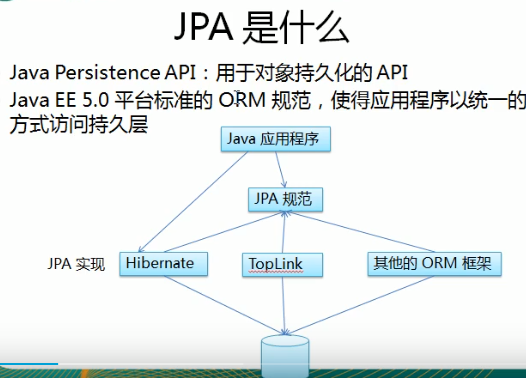 JPA 是什么
Java Persistence API：用于对象持久化的 API
Java EE 5.0 平台标准的 ORM 规范，使得应用程序以统一的
方式访问持久层
Java 应用程序
JPA 规范
JPA 实现
Hibernate
TopLink
其他的 ORM 框架